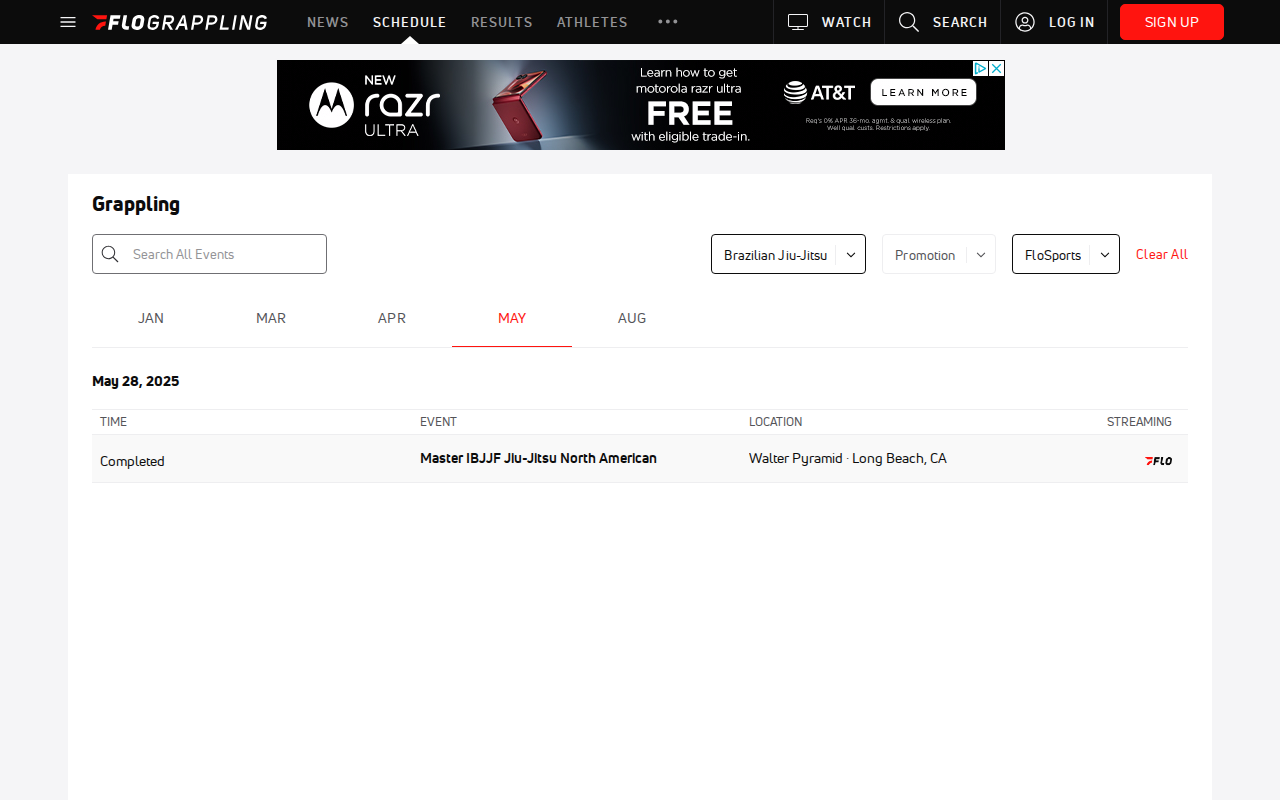 FLOGRAPPLING NEWS SCHEDULE RESULTS ATHLETES WATCH SEARCH LOG IN SIGN UP
NEW
razr
ULTRA
Learn how to get
motorola razr ultra
FREE
with eligible trade-in.
AT&T LEARN MORE
Req's 0% APR 36-mo. agmt. & qual. wireless plan.
Well qual. custs. Restrictions apply.
Grappling
Search All Events Brazilian Jiu-Jitsu Promotion FloSports Clear All
JAN MAR APR MAY AUG
May 28, 2025
TIME EVENT LOCATION STREAMING
Completed Master IBJJF Jiu-Jitsu North American Walter Pyramid · Long Beach, CA FLO